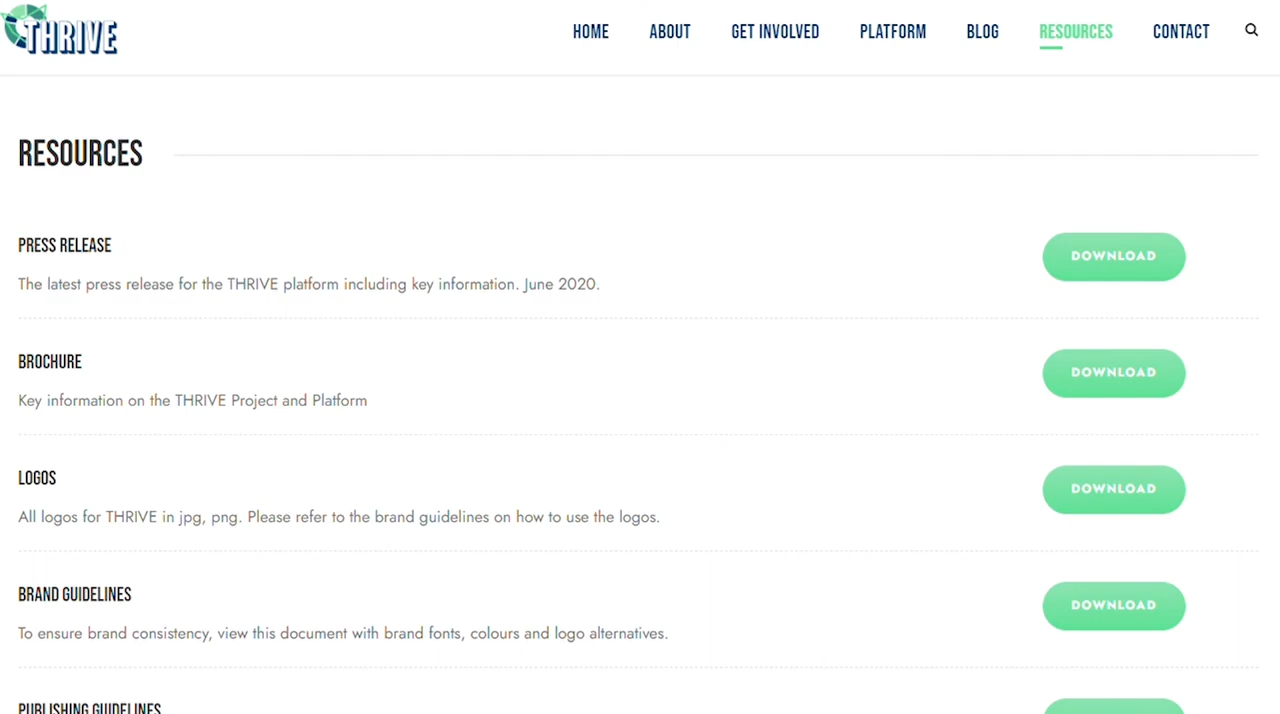 THRIVE
HOME ABOUT GET INVOLVED PLATFORM BLOG RESOURCES CONTACT
RESOURCES
PRESS RELEASE
DOWNLOAD
The latest press release for the THRIVE platform including key information. June 2020.
BROCHURE
DOWNLOAD
Key information on the THRIVE Project and Platform
LOGOS
DOWNLOAD
All logos for THRIVE in jpg, png. Please refer to the brand guidelines on how to use the logos.
BRAND GUIDELINES
DOWNLOAD
To ensure brand consistency, view this document with brand fonts, colours and logo alternatives.
PUBLISHING GUIDELINES